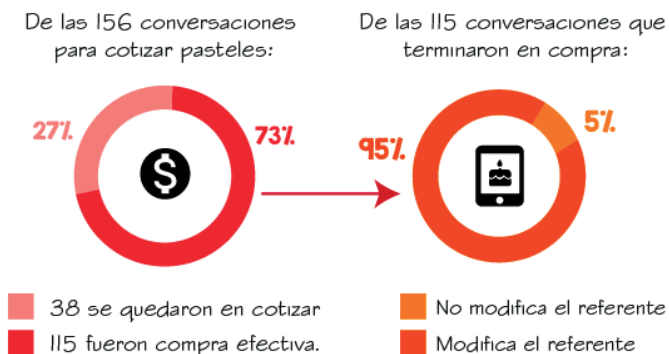 De las 156 conversaciones
para cotizar pasteles:
27%
73%
$
38 se quedaron en cotizar
115 fueron compra efectiva.
De las 115 conversaciones que
terminaron en compra:
95%
5%
No modifica el referente
Modifica el referente